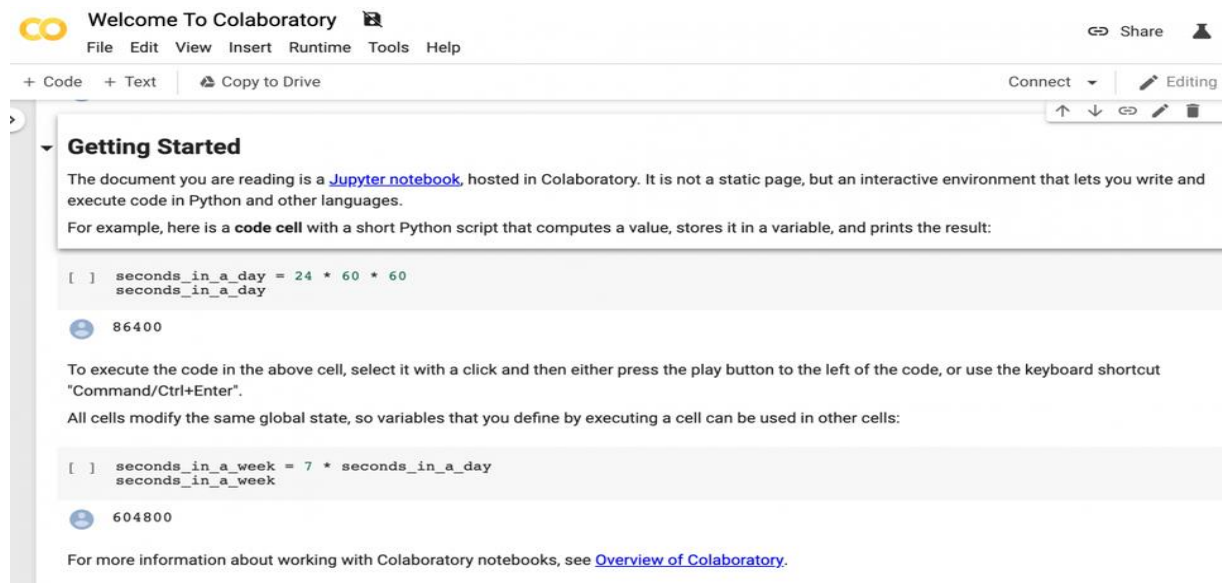 Welcome To Colaboratory
File Edit View Insert Runtime Tools Help
Share
+ Code + Text Copy to Drive
Connect Editing
Getting Started
The document you are reading is a Jupyter notebook, hosted in Colaboratory. It is not a static page, but an interactive environment that lets you write and
execute code in Python and other languages.
For example, here is a code cell with a short Python script that computes a value, stores it in a variable, and prints the result:
[ ] seconds_in_a_day = 24 * 60 * 60
seconds_in_a_day
86400
To execute the code in the above cell, select it with a click and then either press the play button to the left of the code, or use the keyboard shortcut
"Command/Ctrl+Enter".
All cells modify the same global state, so variables that you define by executing a cell can be used in other cells:
[ ] seconds_in_a_week = 7 * seconds_in_a_day
seconds_in_a_week
604800
For more information about working with Colaboratory notebooks, see Overview of Colaboratory.